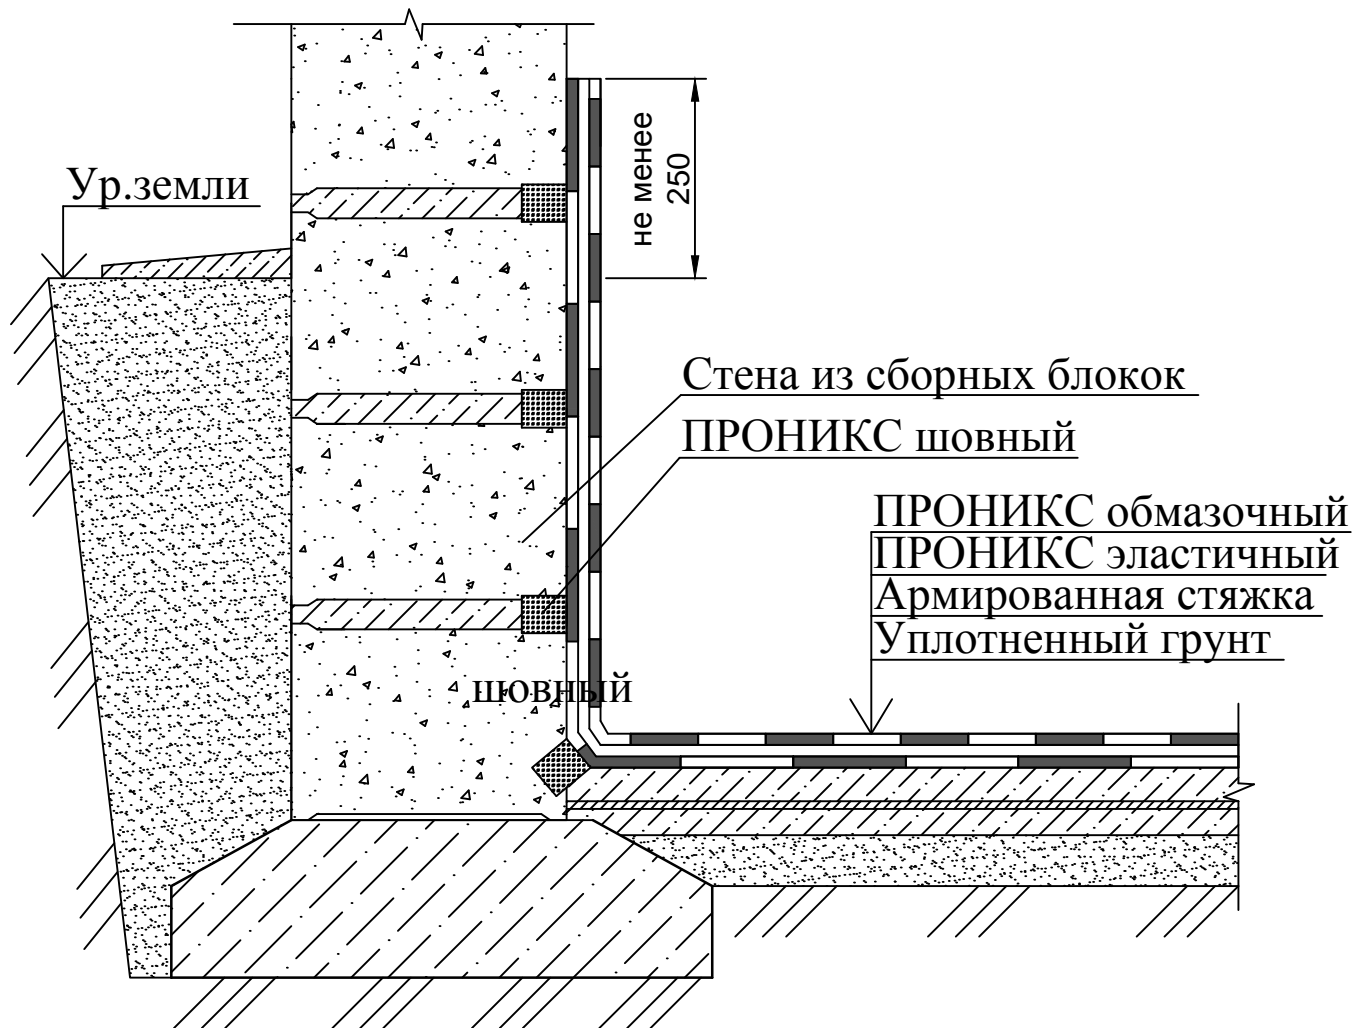 не менее
250
Ур.земли
Стена из сборных блокок
ПРОНИКС шовный
ПРОНИКС обмазочный
ПРОНИКС эластичный
Армированная стяжка
Уплотненный грунт
шовный